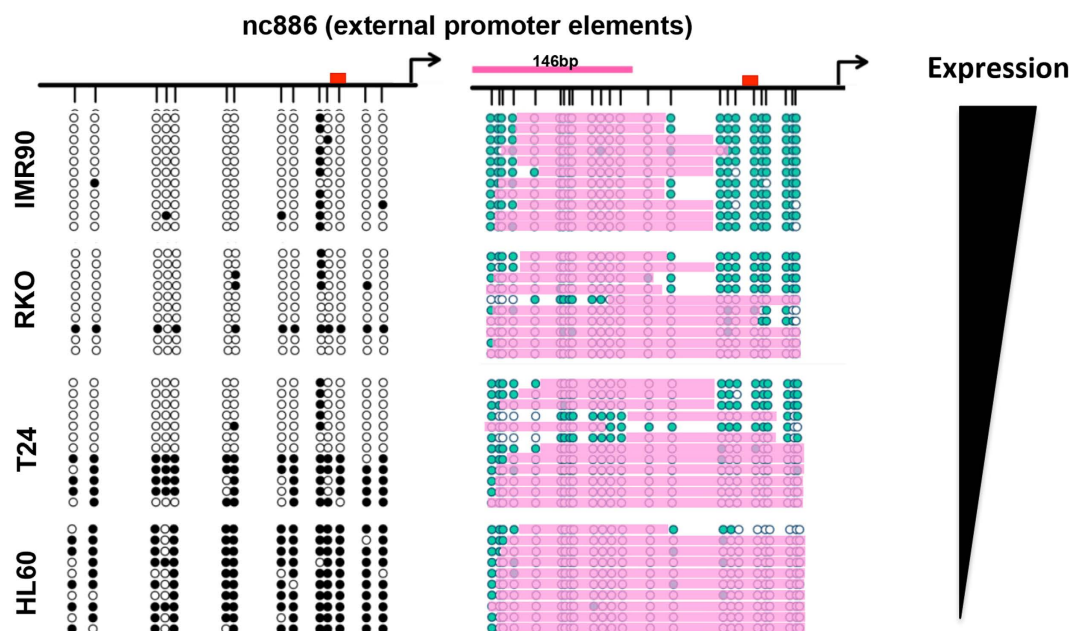 nc886 (external promoter elements)
146bp
Expression
IMR90
RKO
T24
HL60